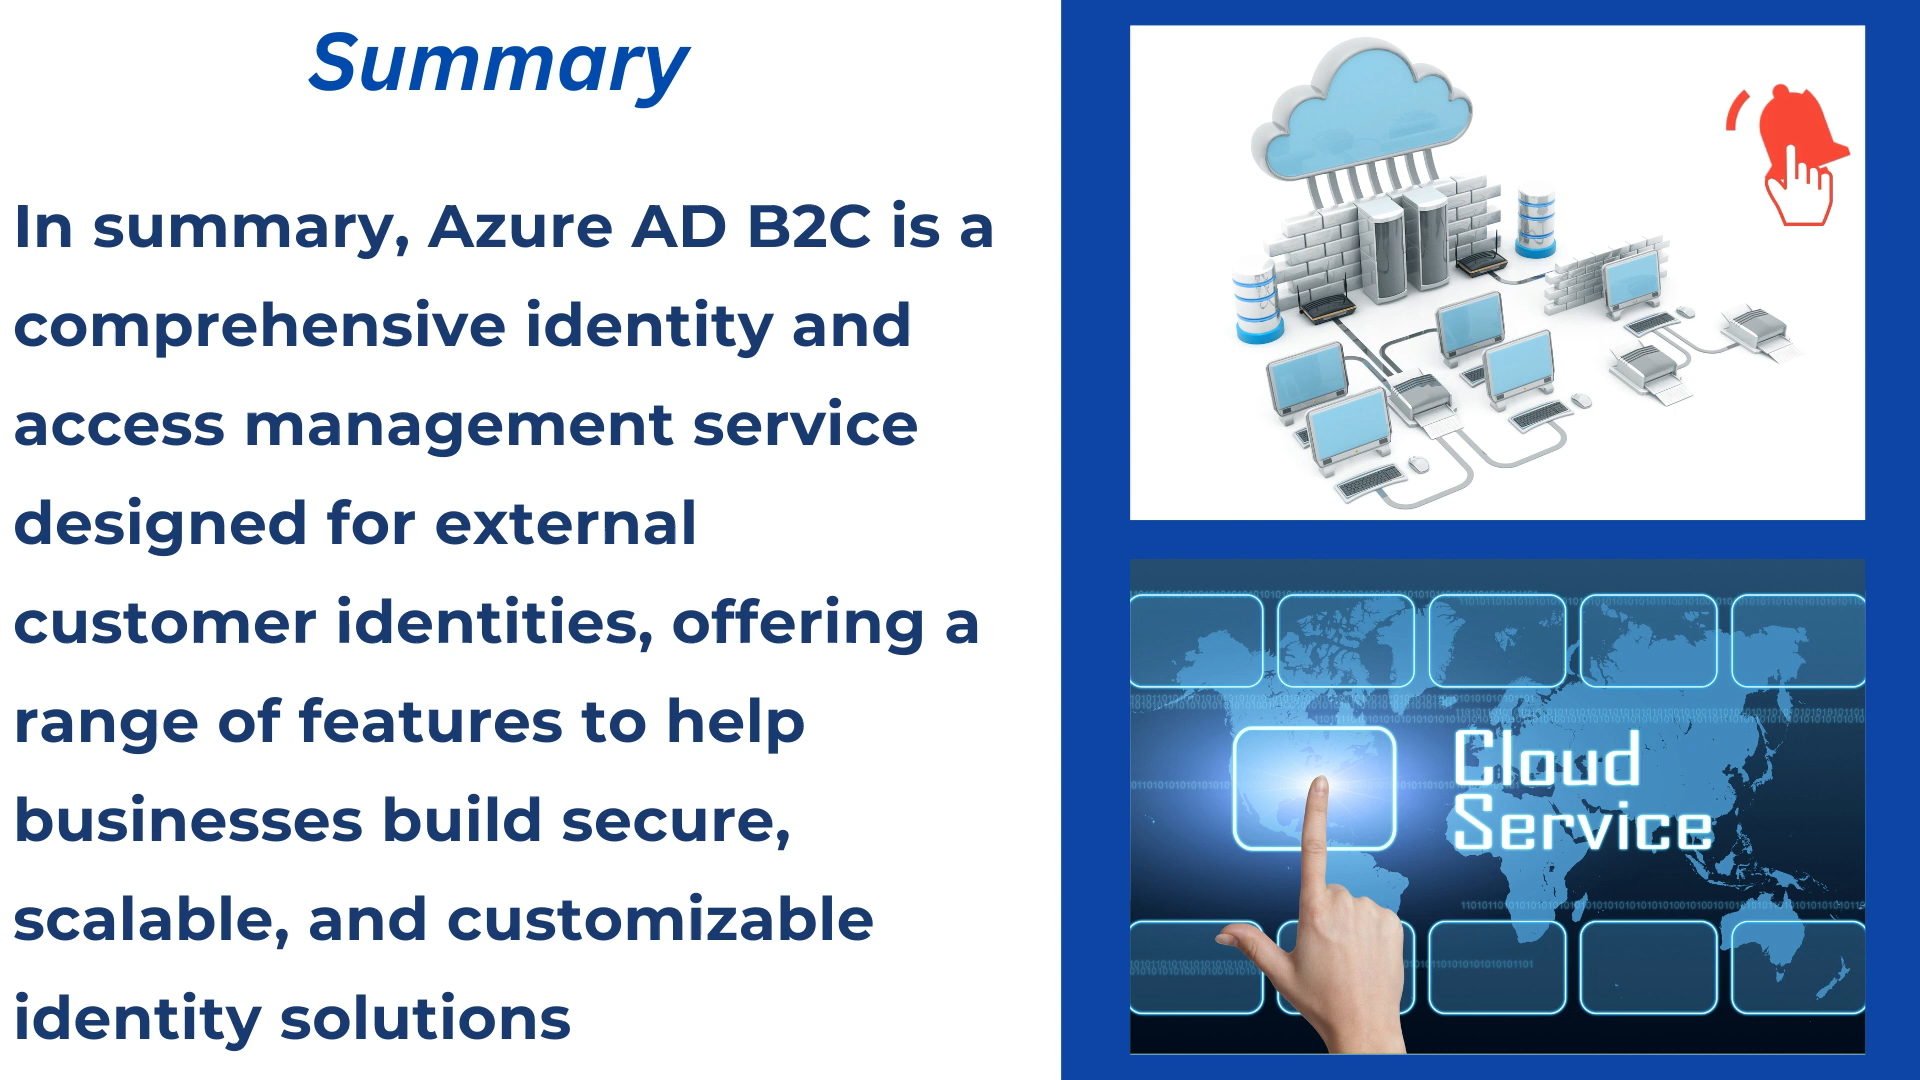 Summary
In summary, Azure AD B2C is a
comprehensive identity and
access management service
designed for external
customer identities, offering a
range of features to help
businesses build secure,
scalable, and customizable
identity solutions
Cloud
Service